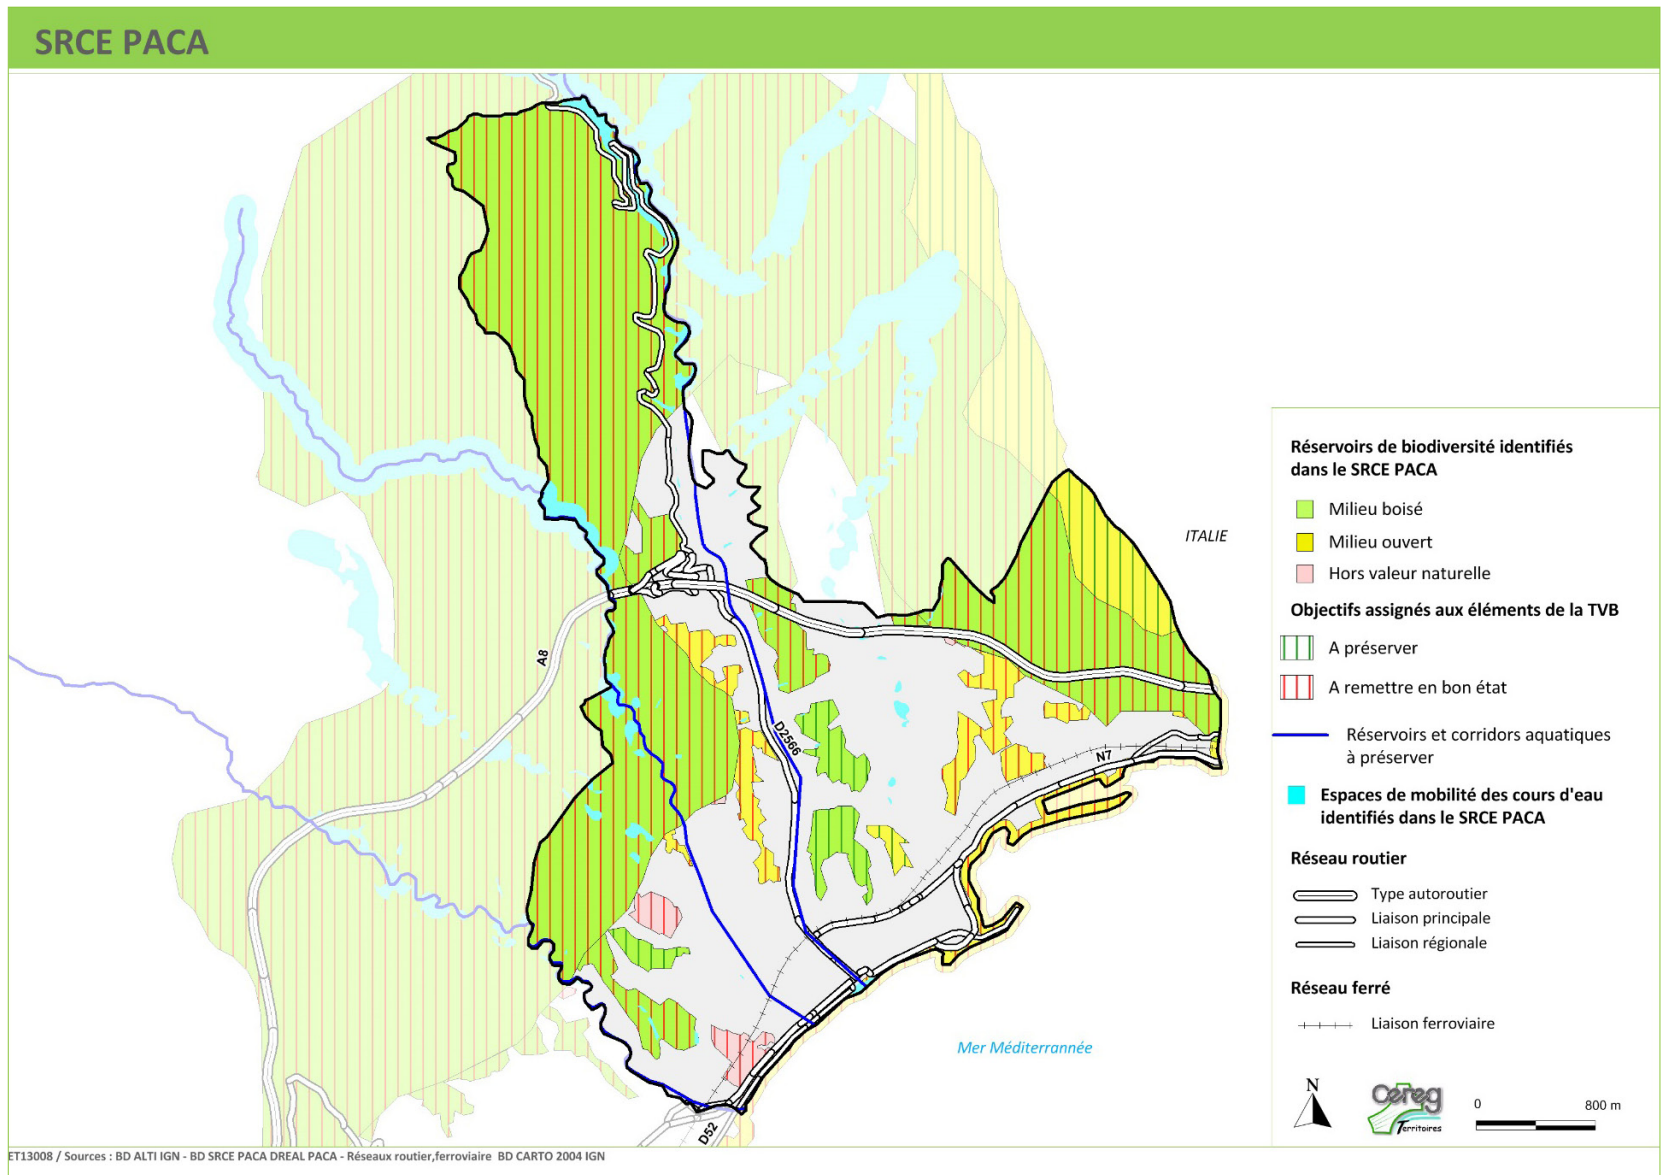 SRCE PACA
ITALIE
A8
D2566
N7
D52
Mer Méditerrannée
Réservoirs de biodiversité identifiés
dans le SRCE PACA
Milieu boisé
Milieu ouvert
Hors valeur naturelle
Objectifs assignés aux éléments de la TVB
A préserver
A remettre en bon état
Réservoirs et corridors aquatiques
à préserver
Espaces de mobilité des cours d'eau
identifiés dans le SRCE PACA
Réseau routier
Type autoroutier
Liaison principale
Liaison régionale
Réseau ferré
Liaison ferroviaire
N
Cereg
Territoires
0 800 m
ET13008 / Sources : BD ALTI IGN - BD SRCE PACA DREAL PACA - Réseaux routier,ferroviaire BD CARTO 2004 IGN